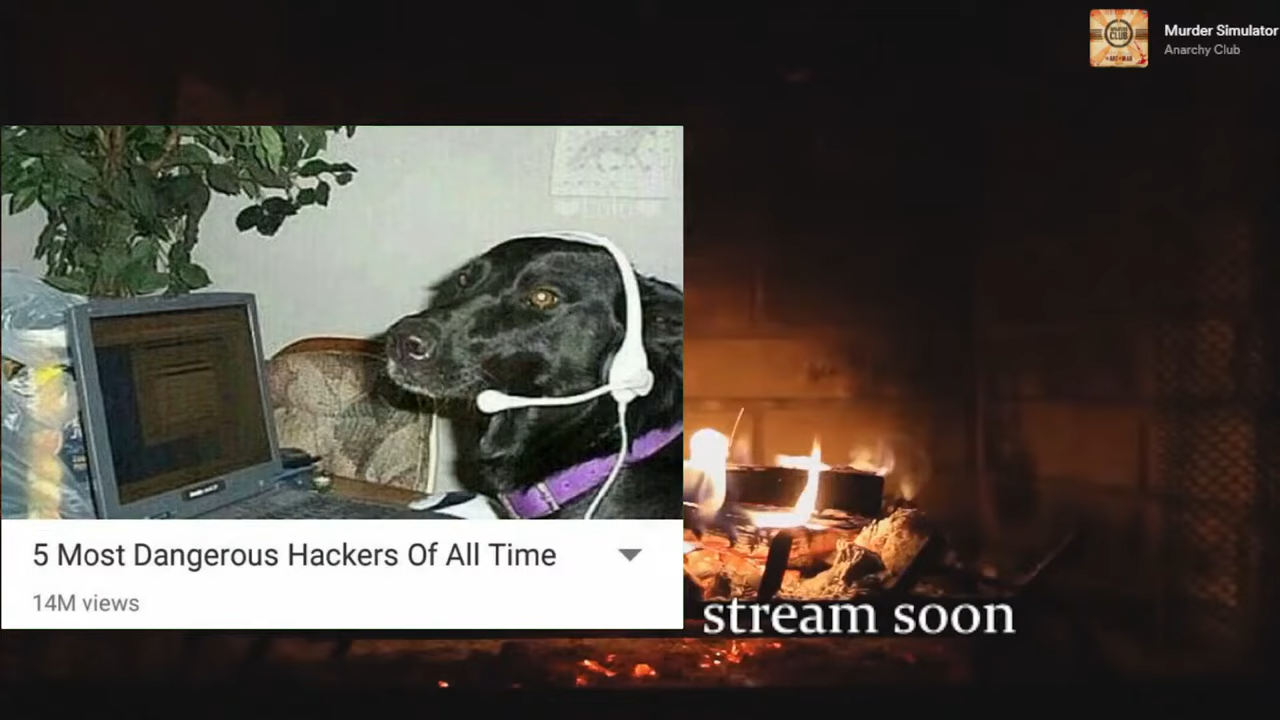 Murder Simulator
Anarchy Club
5 Most Dangerous Hackers Of All Time
14M views
stream soon